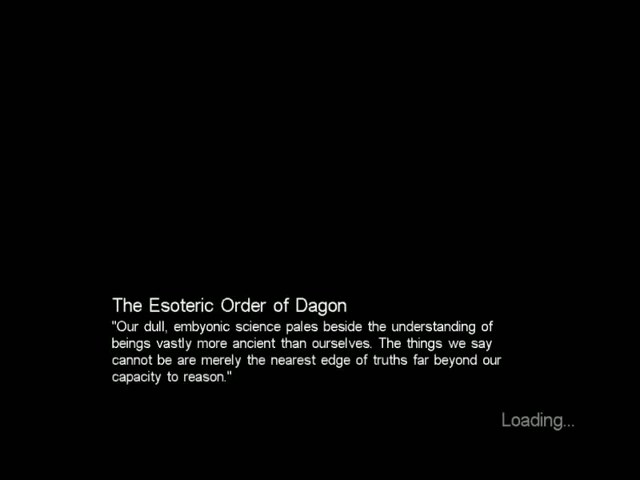 The Esoteric Order of Dagon
"Our dull, embyonic science pales beside the understanding of
beings vastly more ancient than ourselves. The things we say
cannot be are merely the nearest edge of truths far beyond our
capacity to reason."
Loading...